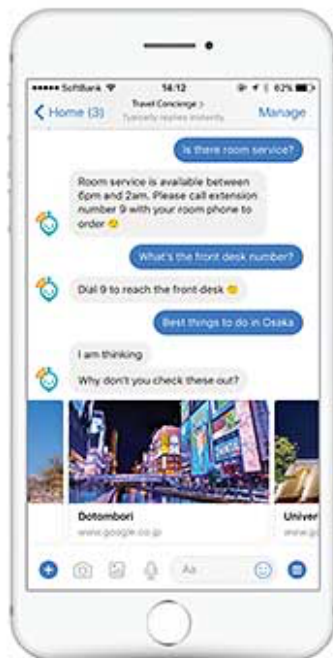 SoftBank 14:12 62%
Home (3) Travel Concierge > Manage
Typically replies instantly
Is there room service?
Room service is available between
6pm and 2am. Please call extension
number 9 with your room phone to
order
What's the front desk number?
Dial 9 to reach the front desk
Best things to do in Osaka
I am thinking
Why don't you check these out?
Dotombori
www.google.co.jp
Univer
www.go
Aa